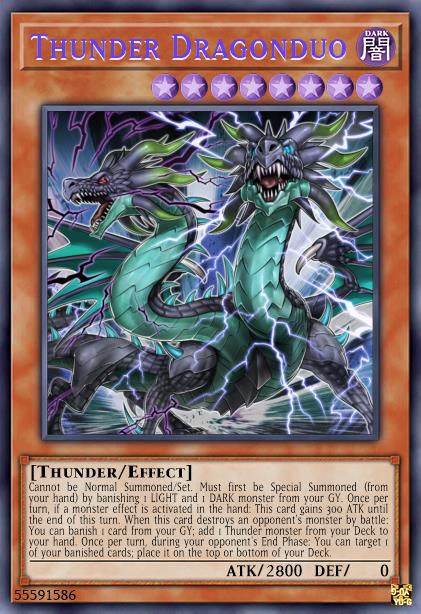 THUNDER DRAGONDUO
DARK
闇
[THUNDER/EFFECT]
Cannot be Normal Summoned/Set. Must first be Special Summoned (from
your hand) by banishing 1 LIGHT and 1 DARK monster from your GY. Once per
turn, if a monster effect is activated in the hand: This card gains 300 ATK until
the end of this turn. When this card destroys an opponent's monster by battle:
You can banish 1 card from your GY; add 1 Thunder monster from your Deck to
your hand. Once per turn, during your opponent's End Phase: You can target 1
of your banished cards; place it on the top or bottom of your Deck.
ATK/2800 DEF/ 0
55591586